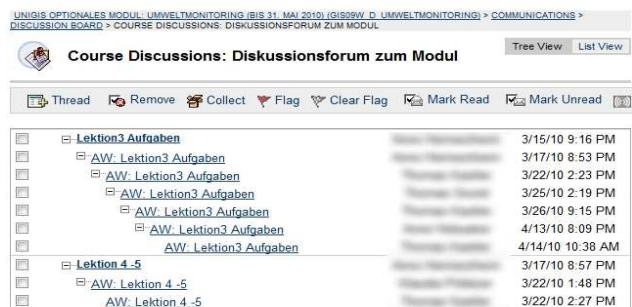 UNIGIS OPTIONALES MODUL: UMWELTMONITORING (BIS 31. MAI 2010) (GIS09W_D_UMWELTMONITORING) > COMMUNICATIONS >
DISCUSSION BOARD > COURSE DISCUSSIONS: DISKUSSIONSFORUM ZUM MODUL
Course Discussions: Diskussionsforum zum Modul
Tree View List View
Thread Remove Collect Flag Clear Flag Mark Read Mark Unread
Lektion3 Aufgaben 3/15/10 9:16 PM
AW: Lektion3 Aufgaben 3/17/10 8:53 PM
AW: Lektion3 Aufgaben 3/22/10 2:23 PM
AW: Lektion3 Aufgaben 3/25/10 2:19 PM
AW: Lektion3 Aufgaben 3/26/10 9:15 PM
AW: Lektion3 Aufgaben 4/13/10 8:09 PM
AW: Lektion3 Aufgaben 4/14/10 10:38 AM
Lektion 4 -5 3/17/10 8:57 PM
AW: Lektion 4 -5 3/22/10 1:48 PM
AW: Lektion 4 -5 3/22/10 2:27 PM